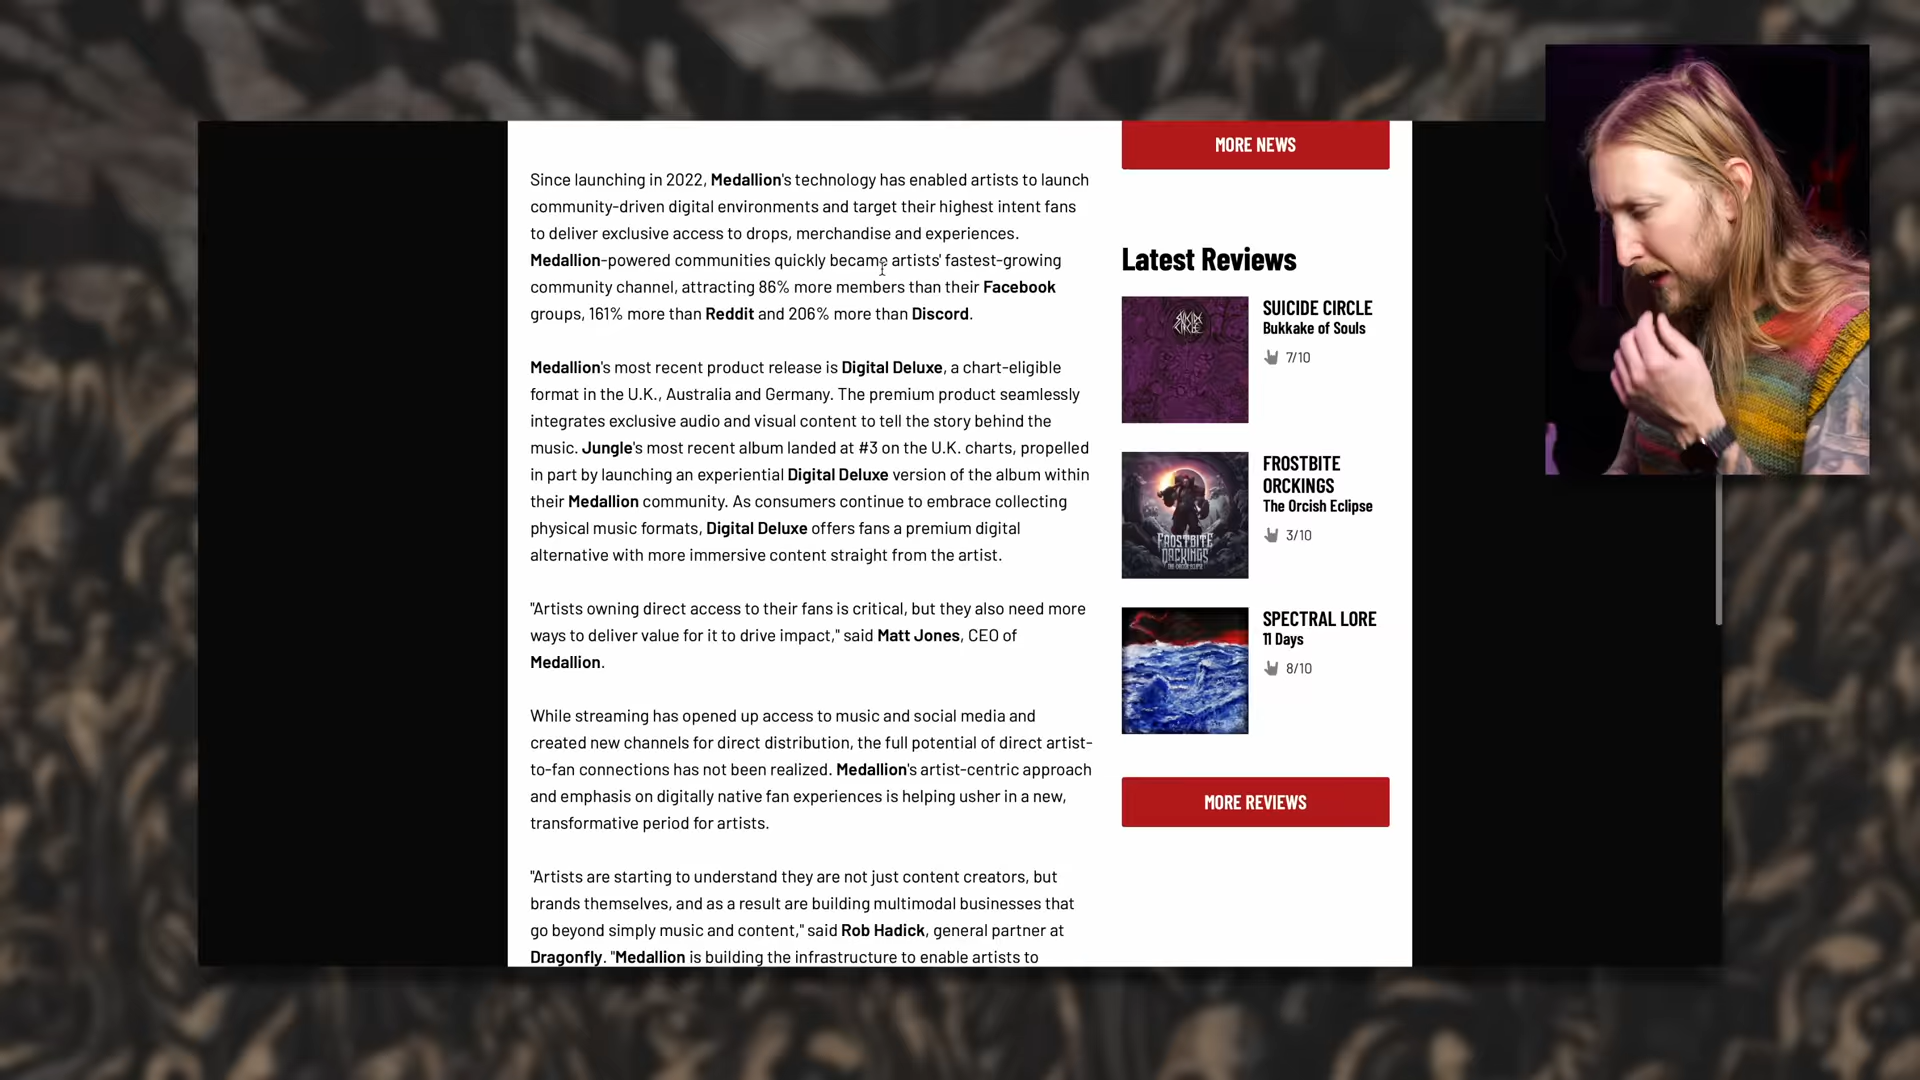 Since launching in 2022, Medallion's technology has enabled artists to launch
community-driven digital environments and target their highest intent fans
to deliver exclusive access to drops, merchandise and experiences.
Medallion-powered communities quickly became artists' fastest-growing
community channel, attracting 86% more members than their Facebook
groups, 161% more than Reddit and 206% more than Discord.
Medallion's most recent product release is Digital Deluxe, a chart-eligible
format in the U.K., Australia and Germany. The premium product seamlessly
integrates exclusive audio and visual content to tell the story behind the
music. Jungle's most recent album landed at #3 on the U.K. charts, propelled
in part by launching an experiential Digital Deluxe version of the album within
their Medallion community. As consumers continue to embrace collecting
physical music formats, Digital Deluxe offers fans a premium digital
alternative with more immersive content straight from the artist.
"Artists owning direct access to their fans is critical, but they also need more
ways to deliver value for it to drive impact," said Matt Jones, CEO of
Medallion.
While streaming has opened up access to music and social media and
created new channels for direct distribution, the full potential of direct artist-
to-fan connections has not been realized. Medallion's artist-centric approach
and emphasis on digitally native fan experiences is helping usher in a new,
transformative period for artists.
"Artists are starting to understand they are not just content creators, but
brands themselves, and as a result are building multimodal businesses that
go beyond simply music and content," said Rob Hadick, general partner at
Dragonfly. "Medallion is building the infrastructure to enable artists to
MORE NEWS
Latest Reviews
SUICIDE CIRCLE
SUICIDE CIRCLE
Bukkake of Souls
7/10
FROSTBITE
ORCKINGS
THE ORCISH ECLIPSE
FROSTBITE
ORCKINGS
The Orcish Eclipse
3/10
SPECTRAL LORE
11 Days
8/10
MORE REVIEWS